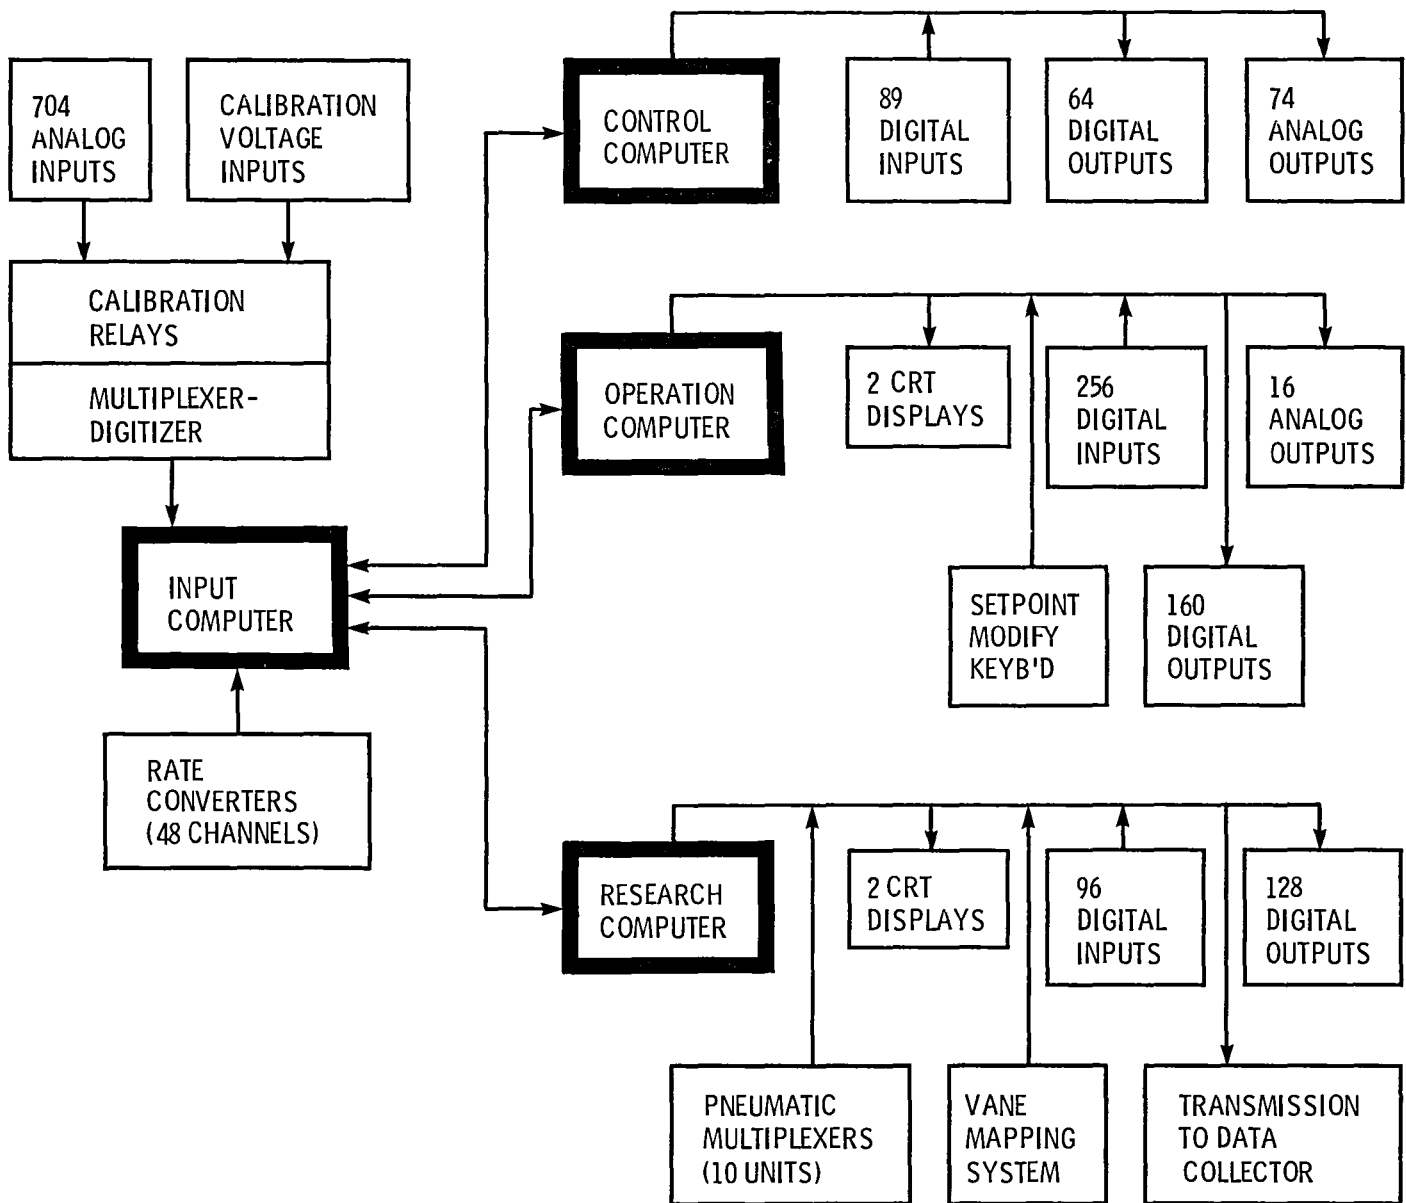 704
ANALOG
INPUTS
CALIBRATION
VOLTAGE
INPUTS
CALIBRATION
RELAYS
MULTIPLEXER-
DIGITIZER
INPUT
COMPUTER
RATE
CONVERTERS
(48 CHANNELS)
CONTROL
COMPUTER
89
DIGITAL
INPUTS
64
DIGITAL
OUTPUTS
74
ANALOG
OUTPUTS
OPERATION
COMPUTER
2 CRT
DISPLAYS
256
DIGITAL
INPUTS
16
ANALOG
OUTPUTS
SETPOINT
MODIFY
KEYB'D
160
DIGITAL
OUTPUTS
RESEARCH
COMPUTER
2 CRT
DISPLAYS
96
DIGITAL
INPUTS
128
DIGITAL
OUTPUTS
PNEUMATIC
MULTIPLEXERS
(10 UNITS)
VANE
MAPPING
SYSTEM
TRANSMISSION
TO DATA
COLLECTOR